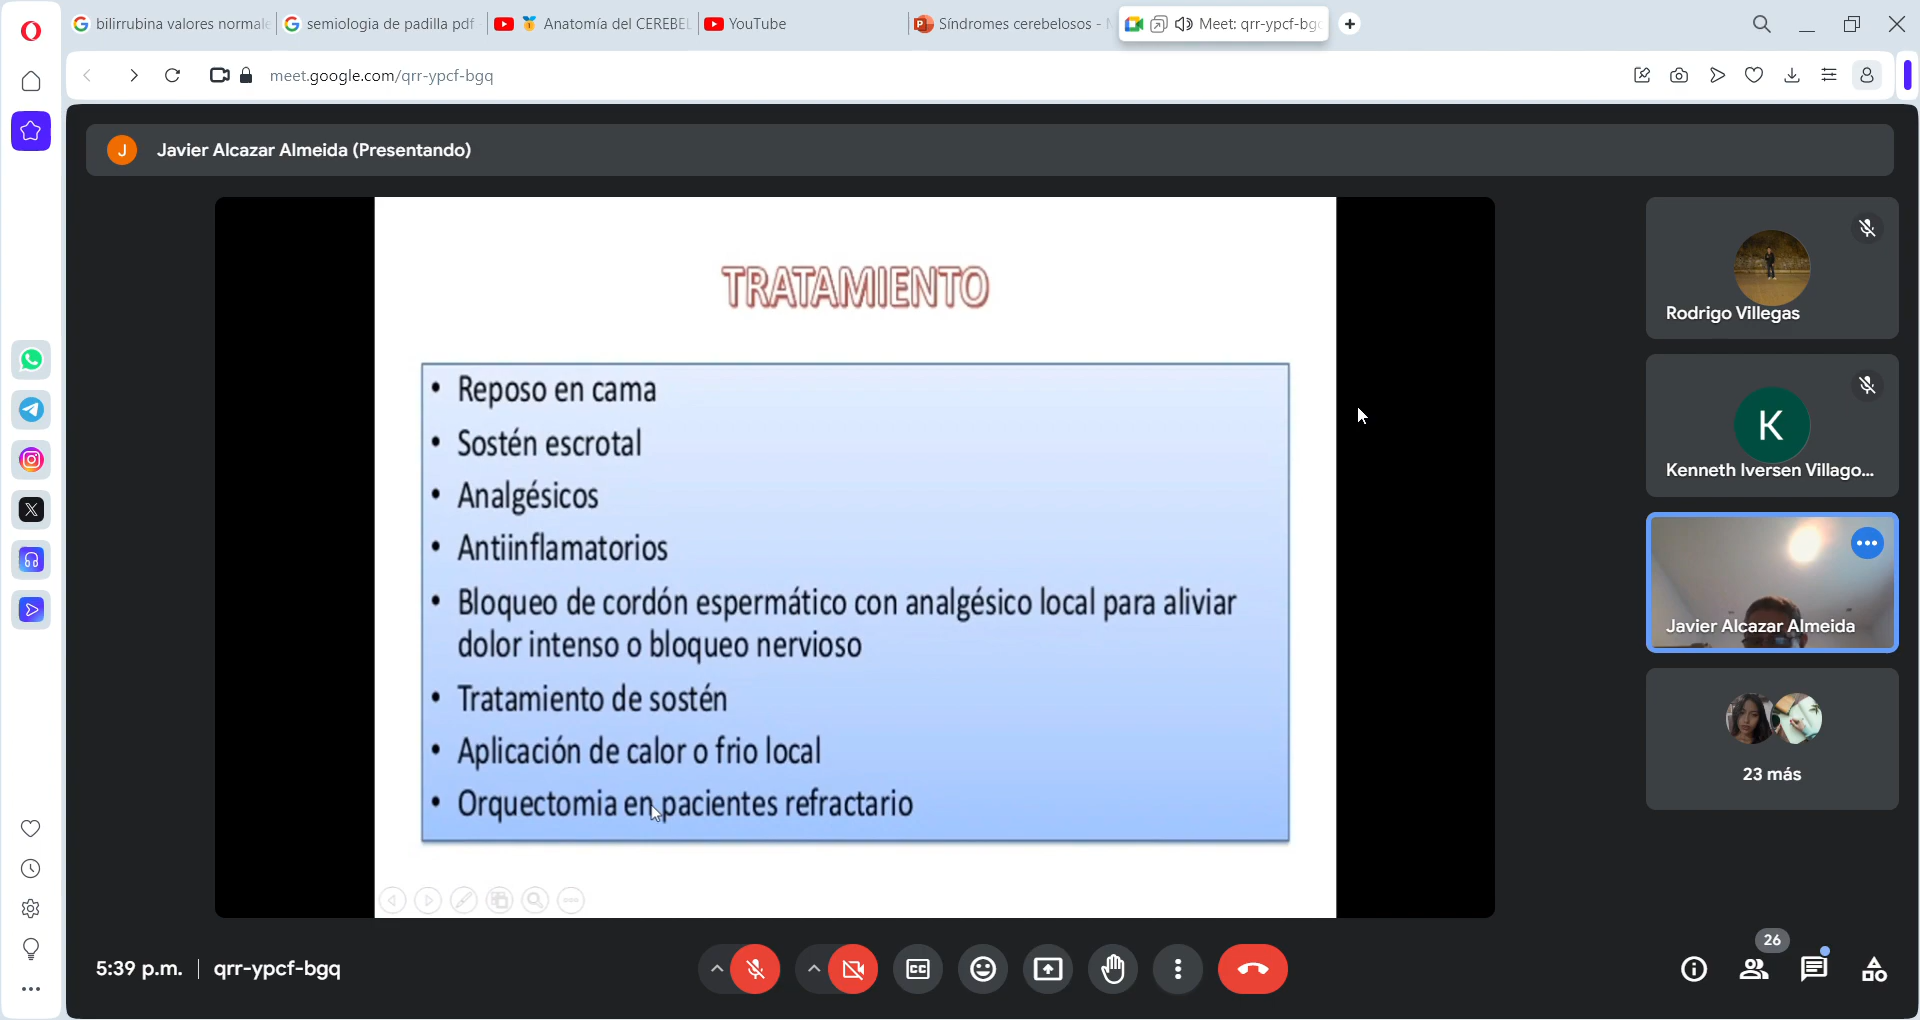 bilirrubina valores normale
semiologia de padilla pdf
Anatomía del CEREBEL
YouTube
Síndromes cerebelosos -
Meet: qrr-ypcf-bgq
meet.google.com/qrr-ypcf-bgq
J
Javier Alcazar Almeida (Presentando)
TRATAMIENTO
• Reposo en cama
• Sostén escrotal
• Analgésicos
• Antiinflamatorios
• Bloqueo de cordón espermático con analgésico local para aliviar
dolor intenso o bloqueo nervioso
• Tratamiento de sostén
• Aplicación de calor o frio local
• Orquectomia en pacientes refractario
Rodrigo Villegas
K
Kenneth Iversen Villago...
Javier Alcazar Almeida
23 más
5:39 p.m. | qrr-ypcf-bgq
CC
26